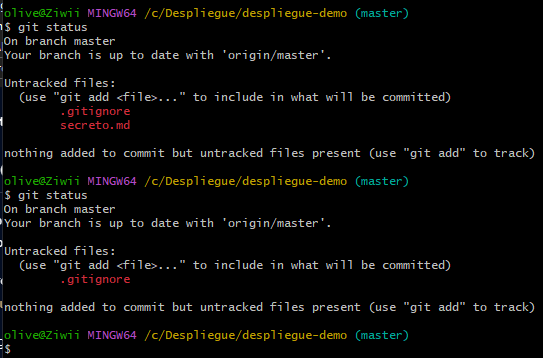 olive@Ziwii MINGW64 /c/Despliegue/despliegue-demo (master)
$ git status
On branch master
Your branch is up to date with 'origin/master'.
Untracked files:
  (use "git add <file>..." to include in what will be committed)
        .gitignore
        secreto.md
nothing added to commit but untracked files present (use "git add" to track)
olive@Ziwii MINGW64 /c/Despliegue/despliegue-demo (master)
$ git status
On branch master
Your branch is up to date with 'origin/master'.
Untracked files:
  (use "git add <file>..." to include in what will be committed)
        .gitignore
nothing added to commit but untracked files present (use "git add" to track)
olive@Ziwii MINGW64 /c/Despliegue/despliegue-demo (master)
$